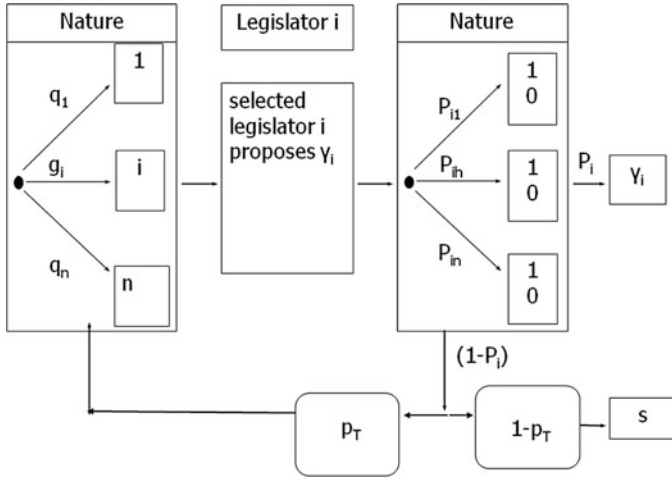 Nature
Legislator i
Nature
1
q1
gi
i
qn
n
selected
legislator i
proposes γi
1
0
Pi1
Pih
1
0
Pin
1
0
Pi
γi
(1-Pi)
pT
1-pT
s